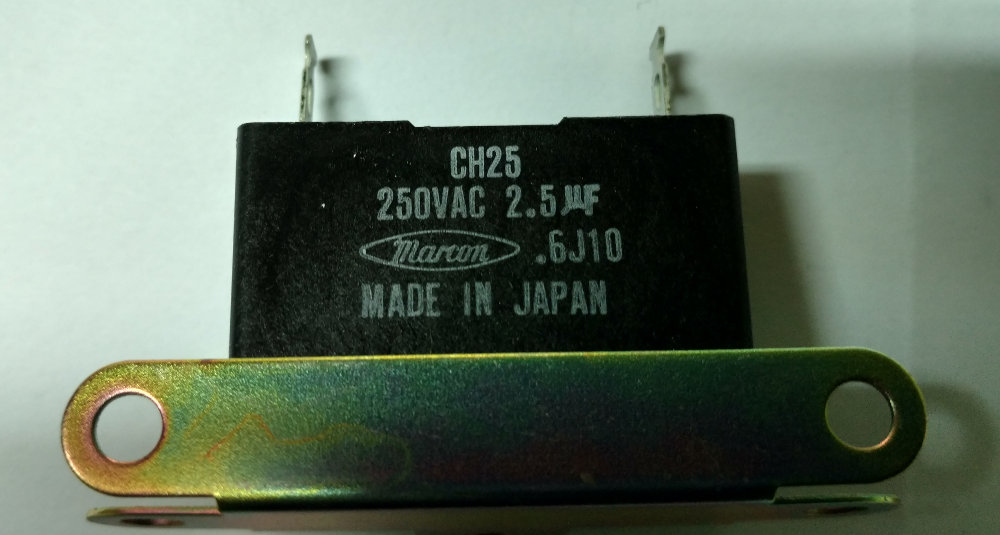 CH25
250VAC 2.5μF
Marcon .6J10
MADE IN JAPAN